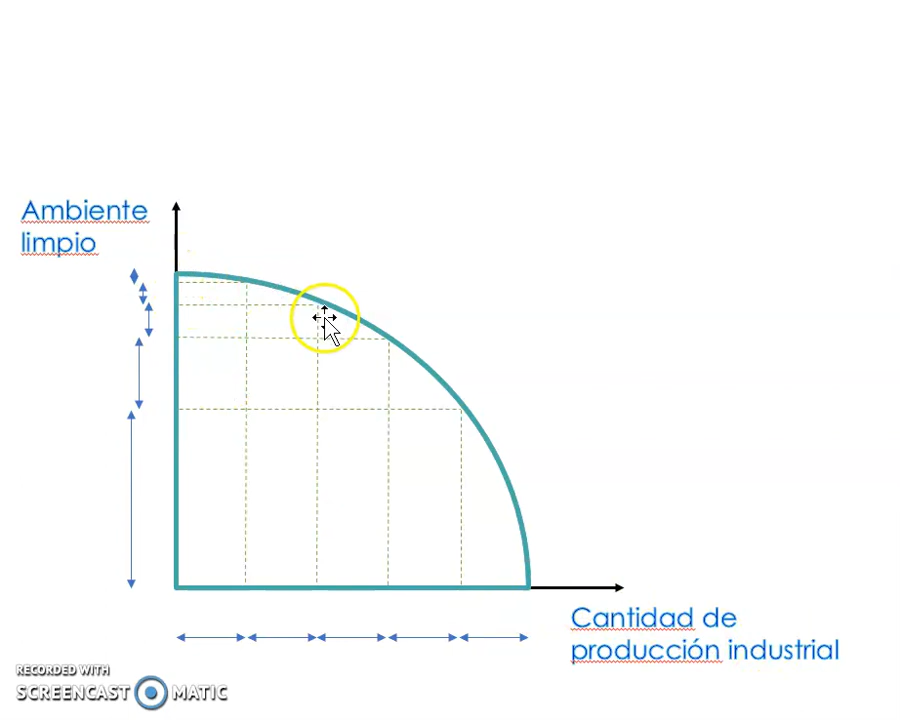 Ambiente
limpio
Cantidad de
producción industrial
RECORDED WITH
SCREENCAST MATIC